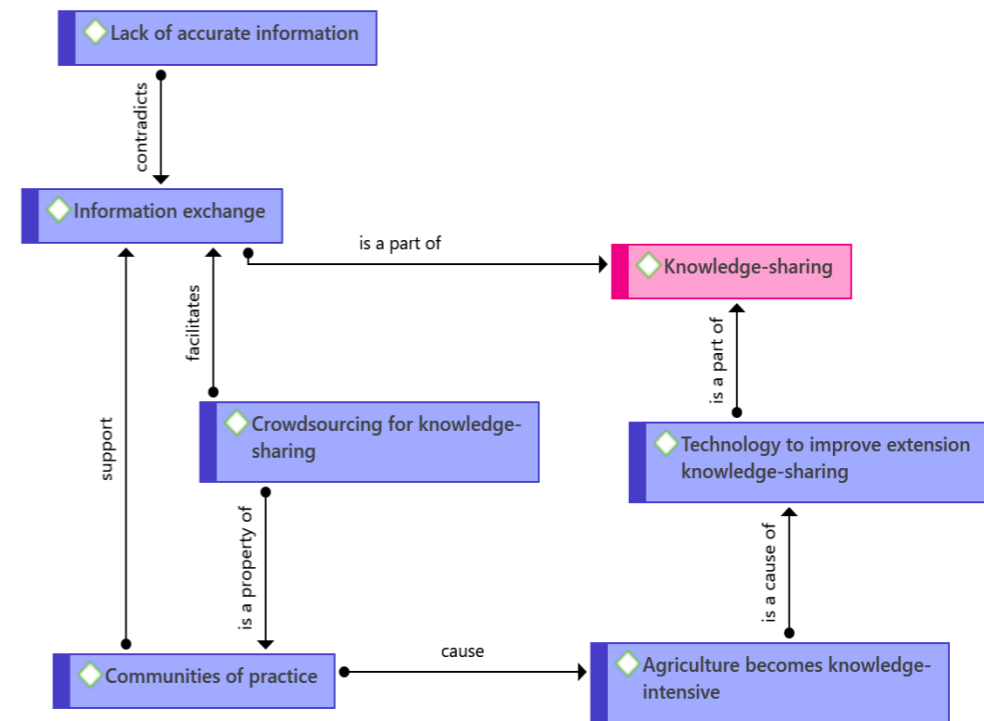 Lack of accurate information
contradicts
Information exchange
is a part of
Knowledge-sharing
facilitates
is a part of
support
Crowdsourcing for knowledge-
sharing
Technology to improve extension
knowledge-sharing
is a property of
is a cause of
Communities of practice
cause
Agriculture becomes knowledge-
intensive